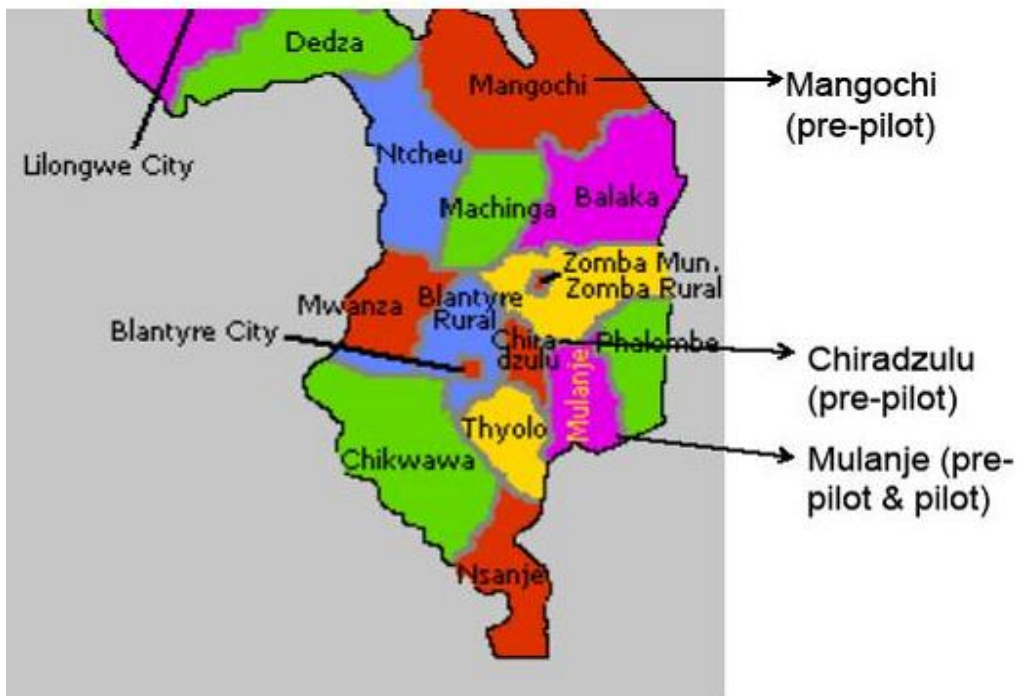 Dedza
Mangochi
Mangochi
(pre-pilot)
Lilongwe City
Ntcheu
Machinga
Balaka
Zomba Mun.
Zomba Rural
Mwanza
Blantyre
Rural
Blantyre City
Chira
dzulu
Phalombe
Chiradzulu
(pre-pilot)
Mulanje
Thyolo
Chikwawa
Mulanje (pre-
pilot & pilot)
Nsanje